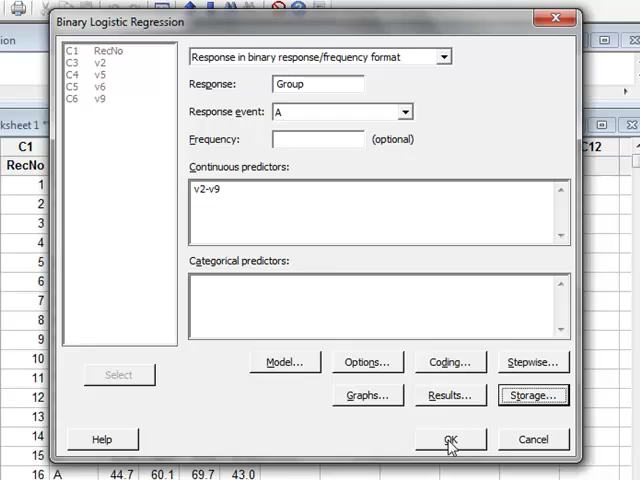 Binary Logistic Regression
C1 RecNo
C3 v2
C4 v5
C5 v6
C6 v9
Response in binary response/frequency format
Response: Group
Response event: A
Frequency: (optional)
Continuous predictors:
v2-v9
Categorical predictors:
Select
Model... Options... Coding... Stepwise...
Graphs... Results... Storage...
Help OK Cancel
ksheet 1
C1 C12
RecNo
1
2
3
4
5
6
7
8
9
10
11
12
13
14
15
16 A 44.7 60.1 69.7 43.0